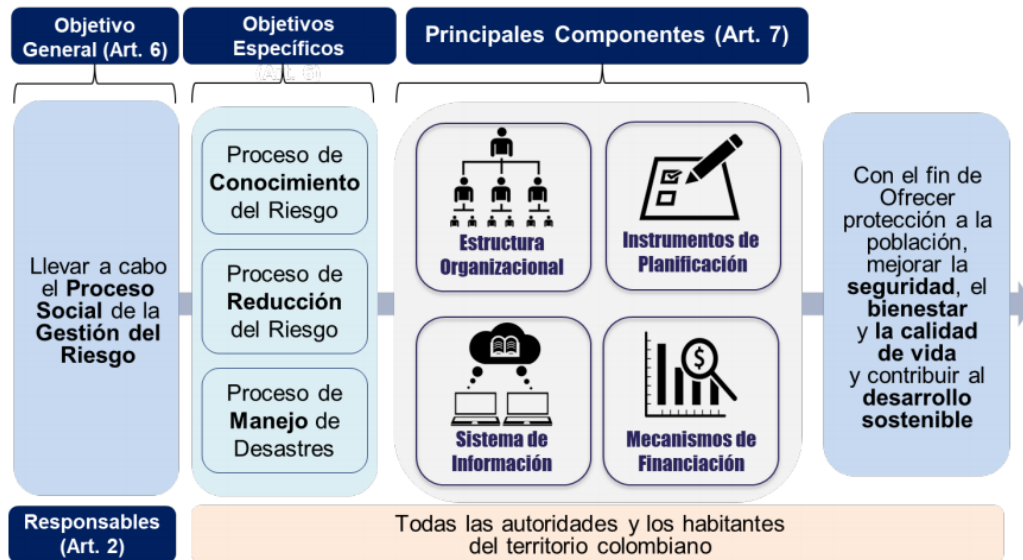 Objetivo
General (Art. 6)
Objetivos
Específicos
(Art. 6)
Principales Componentes (Art. 7)
Llevar a cabo
el Proceso
Social de la
Gestión del
Riesgo
Proceso de
Conocimiento
del Riesgo
Proceso de
Reducción
del Riesgo
Proceso de
Manejo de
Desastres
Estructura
Organizacional
Instrumentos de
Planificación
Sistema de
Información
Mecanismos de
Financiación
Con el fin de
Ofrecer
protección a la
población,
mejorar la
seguridad, el
bienestar
y la calidad
de vida
y contribuir al
desarrollo
sostenible
Responsables
(Art. 2)
Todas las autoridades y los habitantes
del territorio colombiano